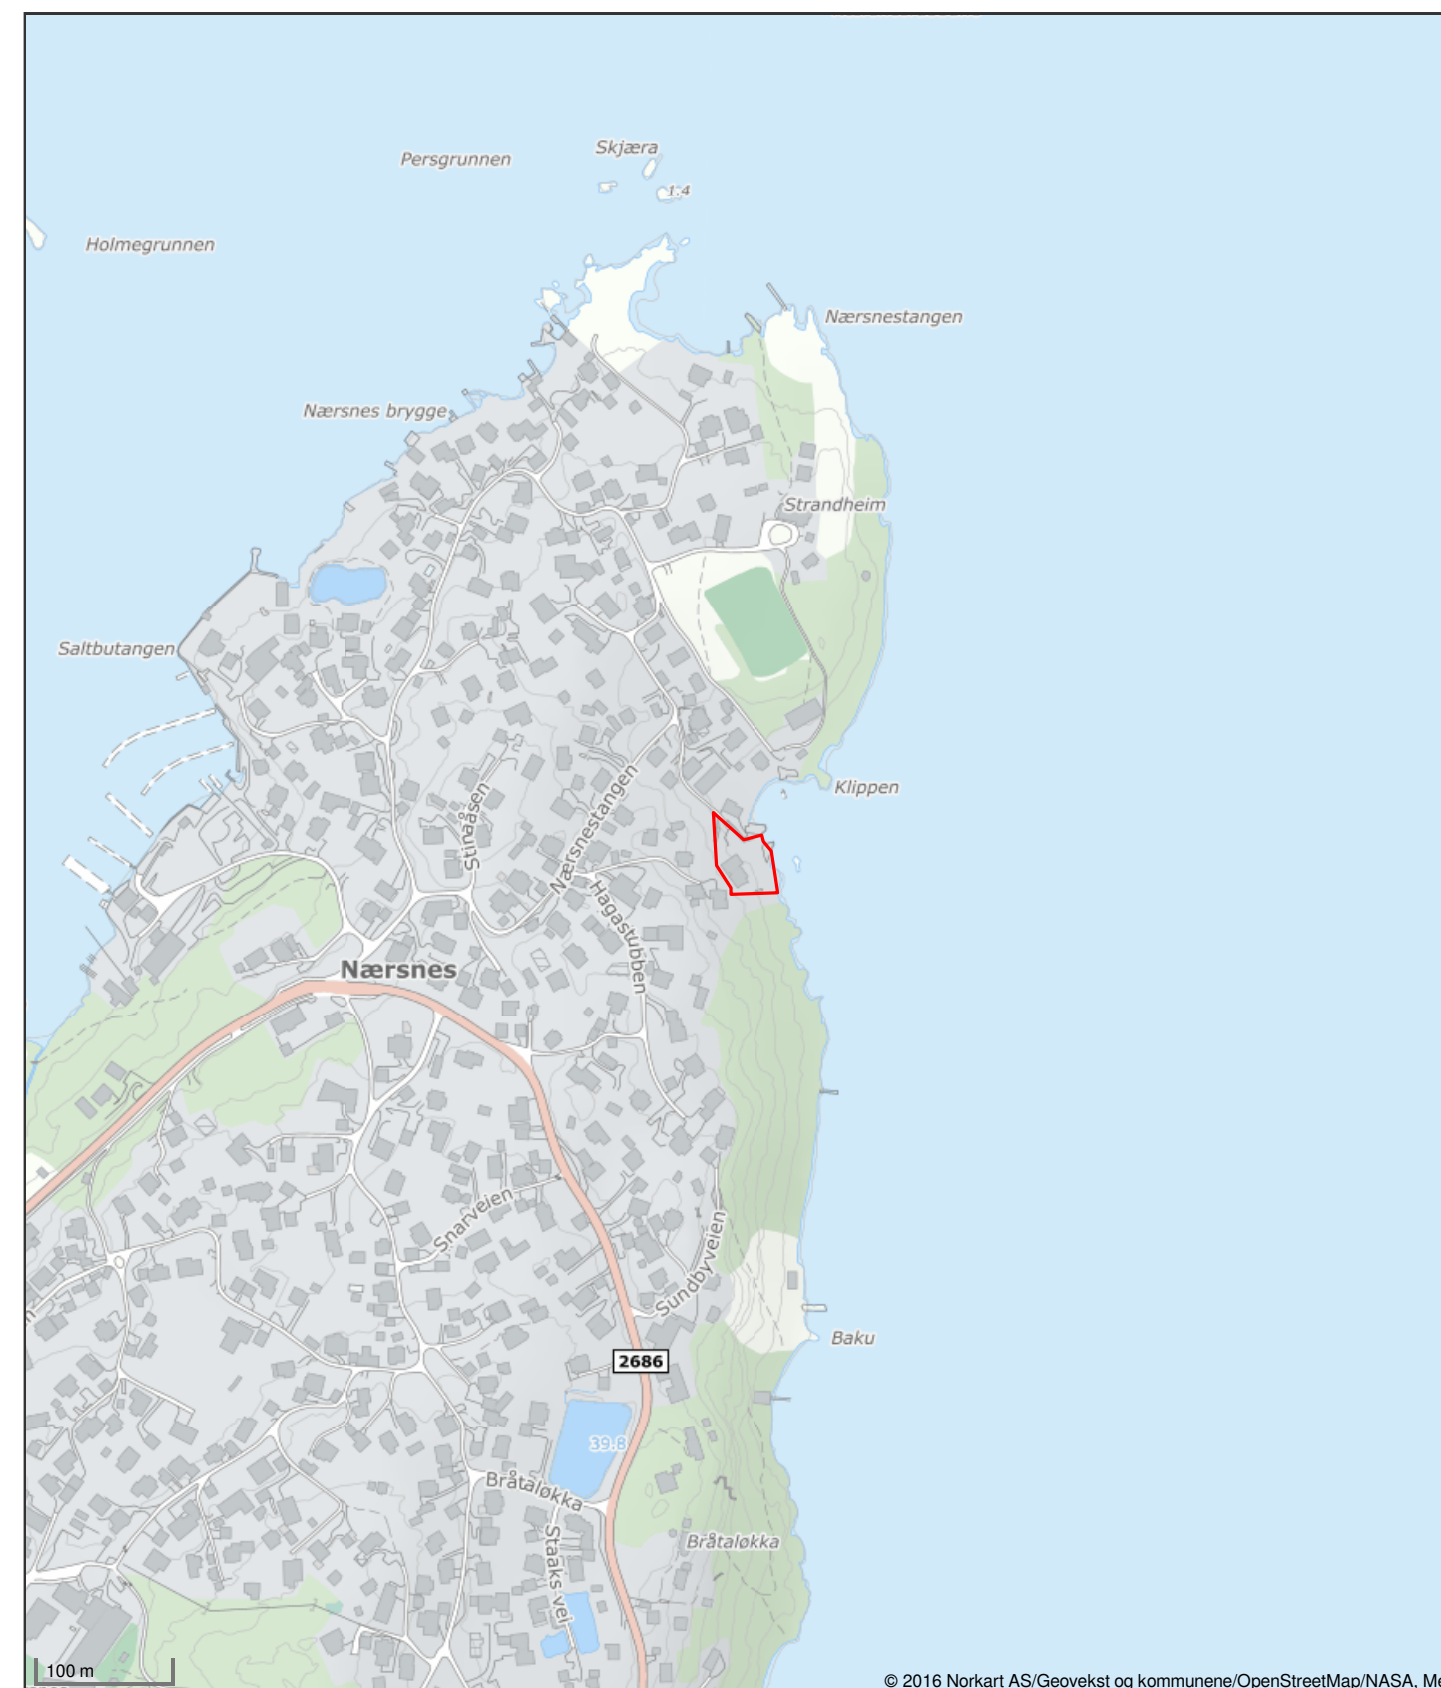 Skjæra
Persgrunnen
1.4
Holmegrunnen
Nærsnestangen
Nærsnes brygge
Strandheim
Saltbutangen
Klippen
Stinaåsen
Nærsnestangen
Hagastubben
Nærsnes
Snarveien
Sundbyveien
Baku
2686
39.8
Bråtaløkka
Bråtaløkka
Staaks vei
100 m
© 2016 Norkart AS/Geovekst og kommunene/OpenStreetMap/NASA, Me